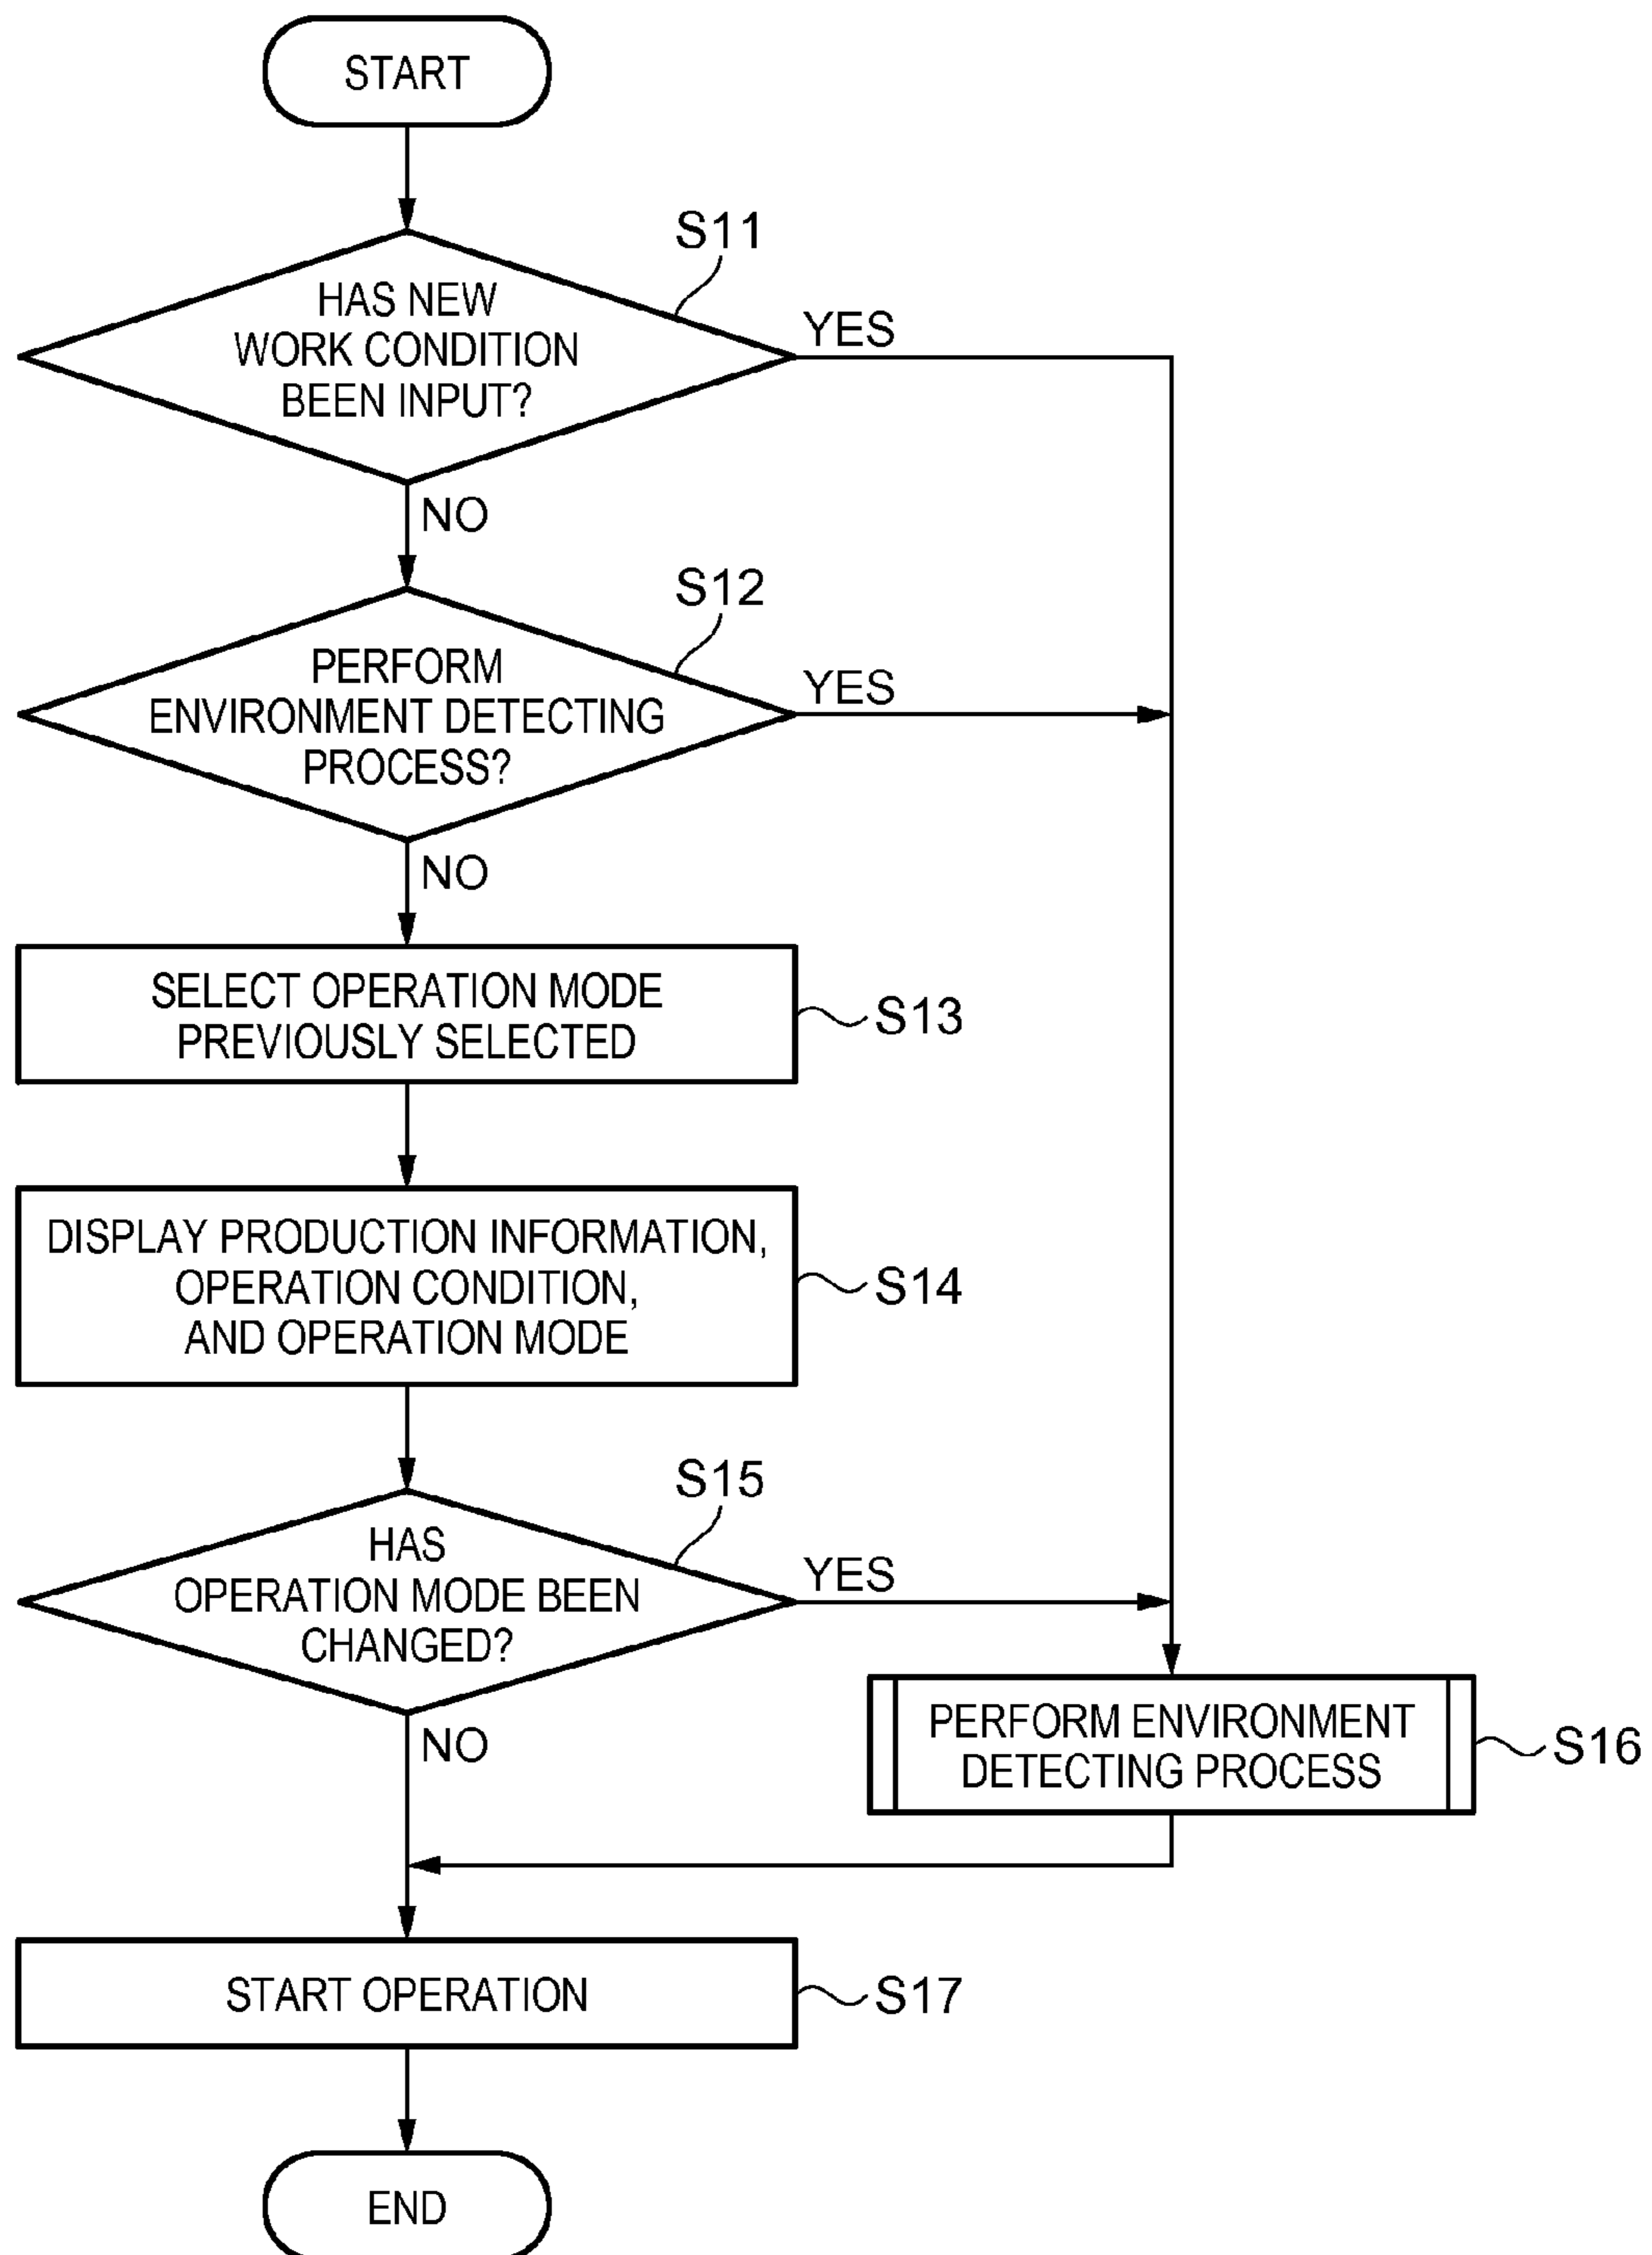 START
S11
HAS NEW
WORK CONDITION
BEEN INPUT?
YES
NO
S12
PERFORM
ENVIRONMENT DETECTING
PROCESS?
YES
NO
SELECT OPERATION MODE
PREVIOUSLY SELECTED
S13
DISPLAY PRODUCTION INFORMATION,
OPERATION CONDITION,
AND OPERATION MODE
S14
S15
HAS
OPERATION MODE BEEN
CHANGED?
YES
NO
PERFORM ENVIRONMENT
DETECTING PROCESS
S16
START OPERATION
S17
END